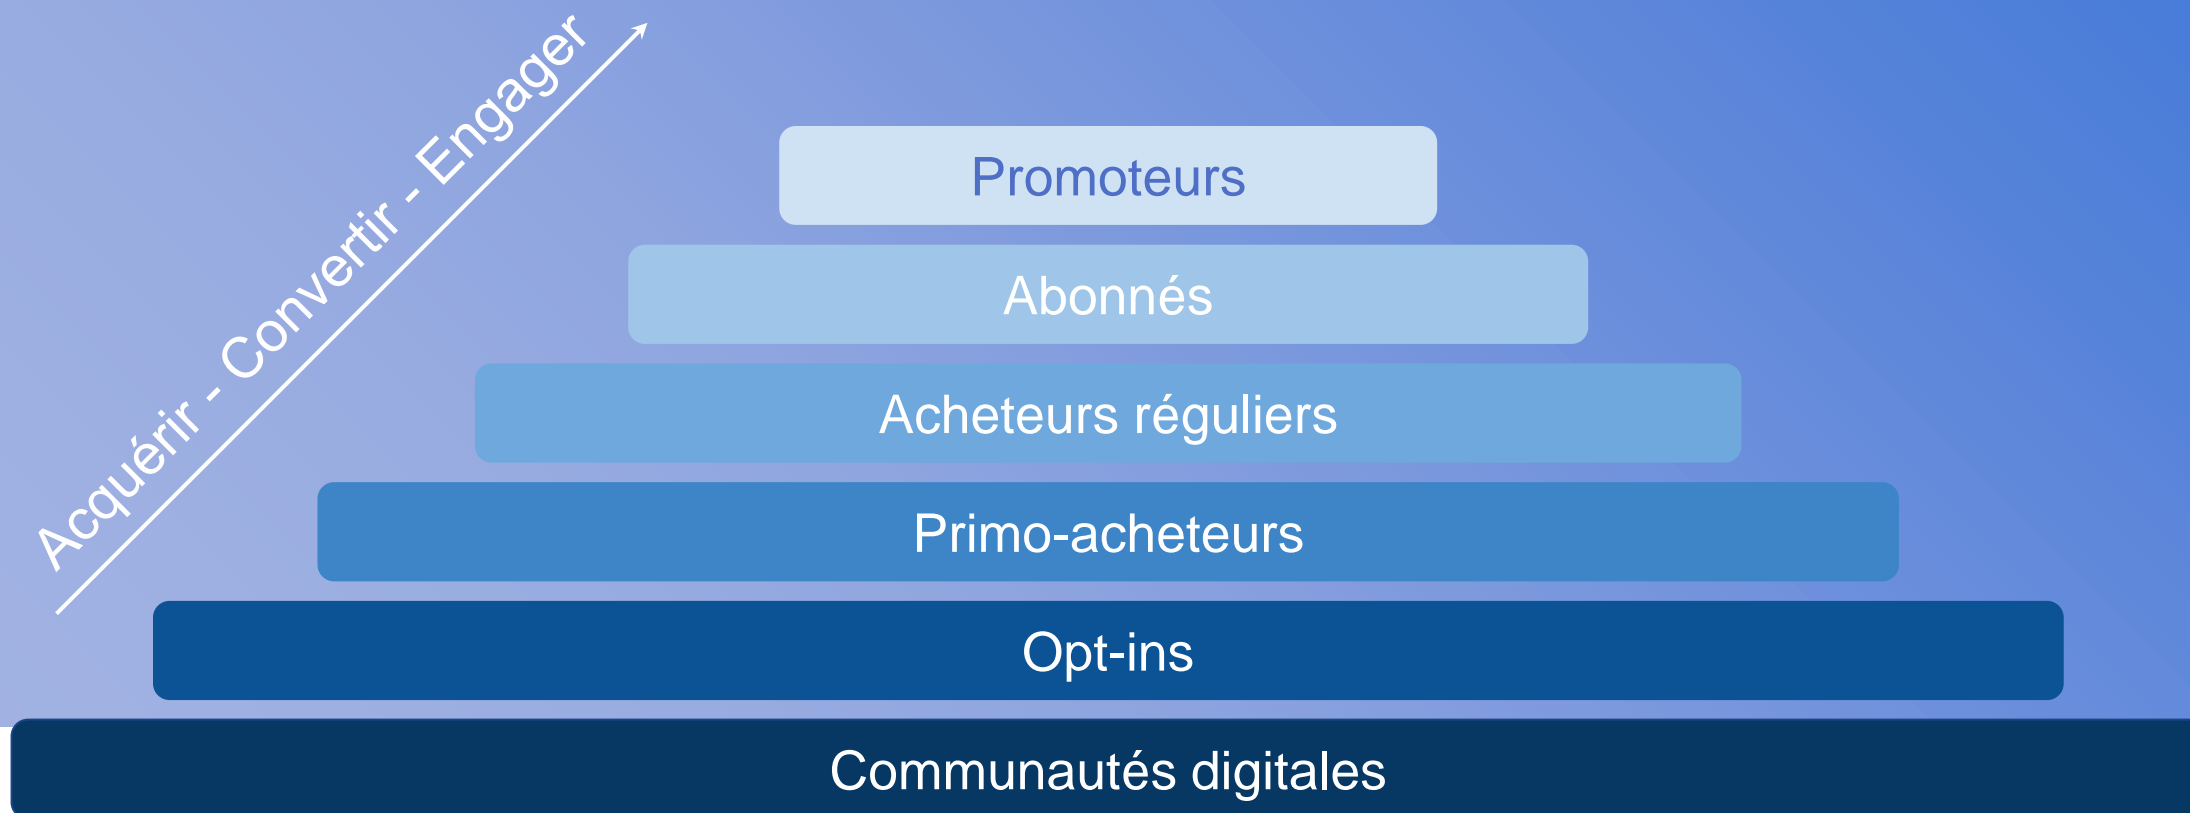 Acquérir - Convertir - Engager
Promoteurs
Abonnés
Acheteurs réguliers
Primo-acheteurs
Opt-ins
Communautés digitales